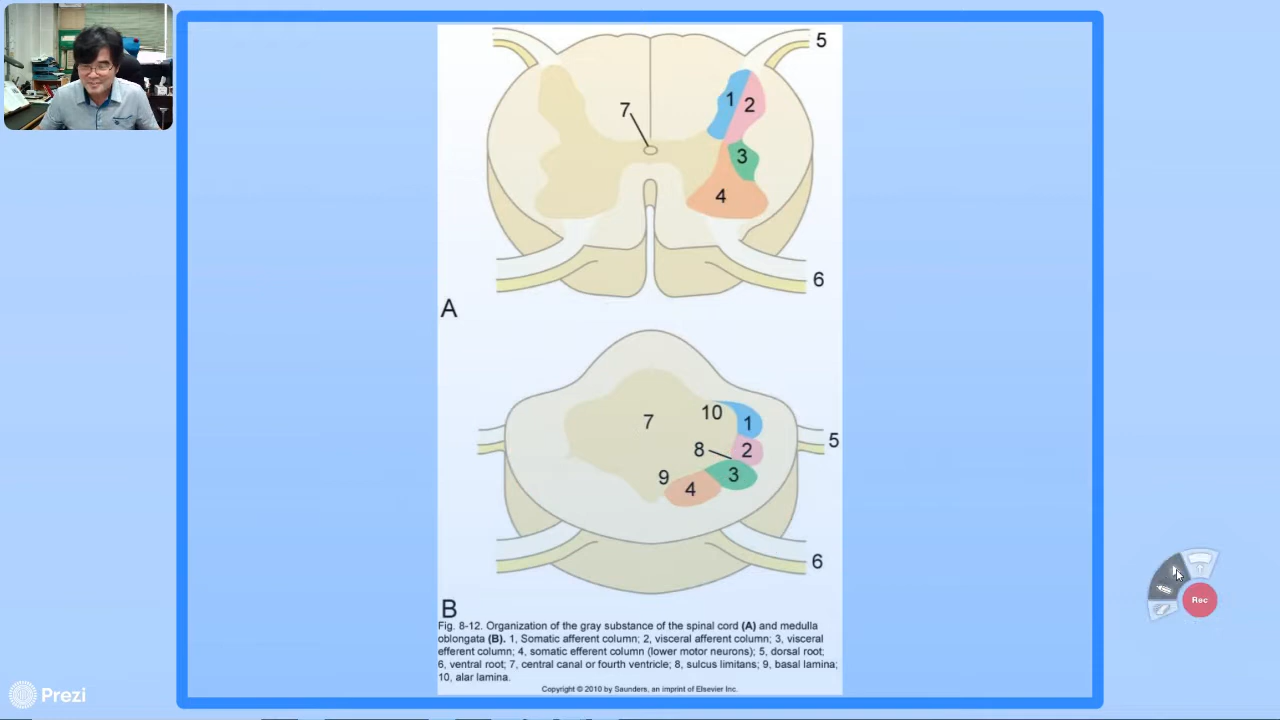 5
1
2
7
3
4
6
A
10
1
7
5
8
2
9
3
4
6
B
Fig. 8-12. Organization of the gray substance of the spinal cord (A) and medulla
oblongata (B). 1, Somatic afferent column; 2, visceral afferent column; 3, visceral
efferent column; 4, somatic efferent column (lower motor neurons); 5, dorsal root;
6, ventral root; 7, central canal or fourth ventricle; 8, sulcus limitans; 9, basal lamina;
10, alar lamina.
Copyright © 2010 by Saunders, an imprint of Elsevier Inc.
Rec
Prezi